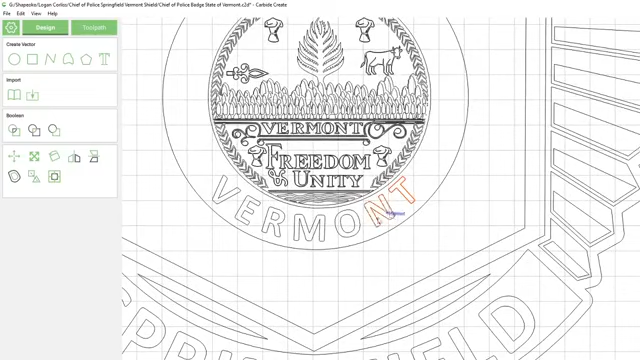 G:/Shapeoko/Logan Corliss/Chief of Police Springfield Vermont Shield/Chief of Police Badge State of Vermont.c2d* - Carbide Create
File Edit View Help
Design Toolpath
Create Vector
Import
Boolean
VERMONT
FREEDOM
& UNITY
VERMONT
SPRINGFIELD